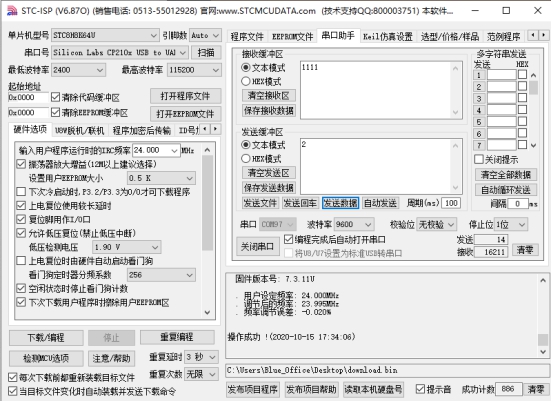 STC-ISP (V6.87O) (销售电话: 0513-55012928) 官网:www.STCMCUDATA.com (技术支持QQ:800003751) 本软件...
单片机型号 STC8H8K64U 引脚数 Auto
串口号 Silicon Labs CP210x USB to UAR 扫描
最低波特率 2400 最高波特率 115200
起始地址
0x0000 清除代码缓冲区 打开程序文件
0x0000 清除EEPROM缓冲区 打开EEPROM文件
硬件选项 U8W脱机/联机 程序加密后传输 ID号
输入用户程序运行时的IRC频率 24.000 MHz
振荡器放大增益(12M以上建议选择)
设置用户EEPROM大小 0.5 K
下次冷启动时, P3.2/P3.3为0/0才可下载程序
上电复位使用较长延时
复位脚用作I/O口
允许低压复位(禁止低压中断)
低压检测电压 1.90 V
上电复位时由硬件自动启动看门狗
看门狗定时器分频系数 256
空闲状态时停止看门狗计数
下次下载用户程序时擦除用户EEPROM区
下载/编程 停止 重复编程
检测MCU选项 注意/帮助 重复延时 3 秒
重复次数 无限
每次下载前都重新装载目标文件
当目标文件变化时自动装载并发送下载命令
程序文件 EEPROM文件 串口助手 Keil仿真设置 选型/价格/样品 范例程序
接收缓冲区
文本模式
HEX模式
清空接收区
保存接收数据
1111
发送缓冲区
文本模式
HEX模式
清空发送区
保存发送数据
2
多字符串发送
发送 HEX
1
2
3
4
5
6
7
关闭提示
清空全部数据
自动循环发送
间隔 0 ms
发送文件 发送回车 发送数据 自动发送 周期(ms) 100
串口 COM97 波特率 9600 校验位 无校验 停止位 1位
关闭串口 编程完成后自动打开串口 发送 14
将U8/U7设置为标准USB转串口 接收 16211 清零
固件版本号: 7.3.11U
. 用户设定频率: 24.000MHz
. 调节后的频率: 23.995MHz
. 频率调节误差: -0.020%
操作成功 !(2020-10-15 17:34:06)
C:\Users\Blue_Office\Desktop\download.bin
发布项目程序 发布项目帮助 读取本机硬盘号 提示音 成功计数 886 清零